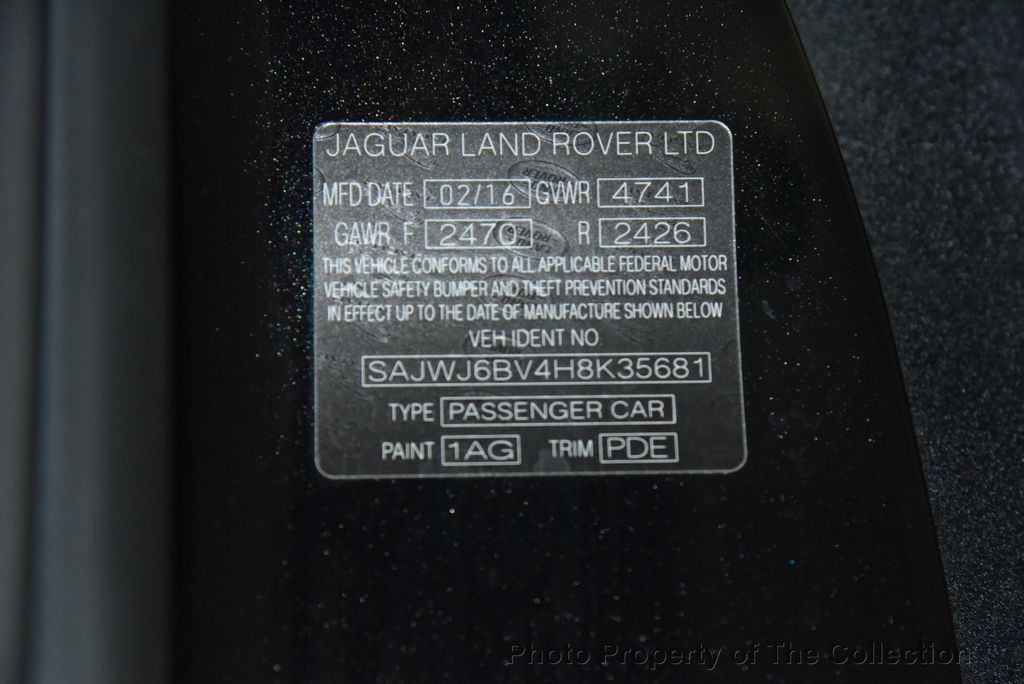 JAGUAR LAND ROVER LTD
MFD DATE 02/16 GVWR 4741
GAWR F 2470 R 2426
THIS VEHICLE CONFORMS TO ALL APPLICABLE FEDERAL MOTOR
VEHICLE SAFETY BUMPER AND THEFT PREVENTION STANDARDS
IN EFFECT UP TO THE DATE OF MANUFACTURE SHOWN BELOW
VEH IDENT NO
SAJWJ6BV4H8K35681
TYPE PASSENGER CAR
PAINT 1AG TRIM PDE
Photo Property of The Collection